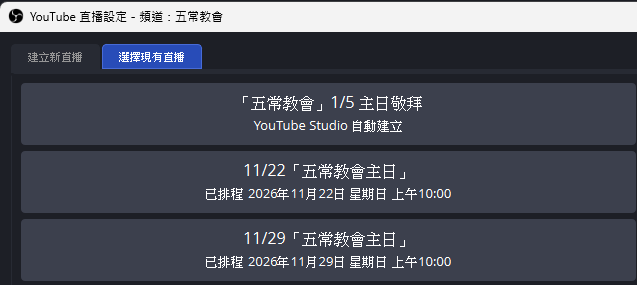 YouTube 直播設定 - 頻道：五常教會
建立新直播 選擇現有直播
「五常教會」1/5 主日敬拜
YouTube Studio 自動建立
11/22「五常教會主日」
已排程 2026年11月22日 星期日 上午10:00
11/29「五常教會主日」
已排程 2026年11月29日 星期日 上午10:00